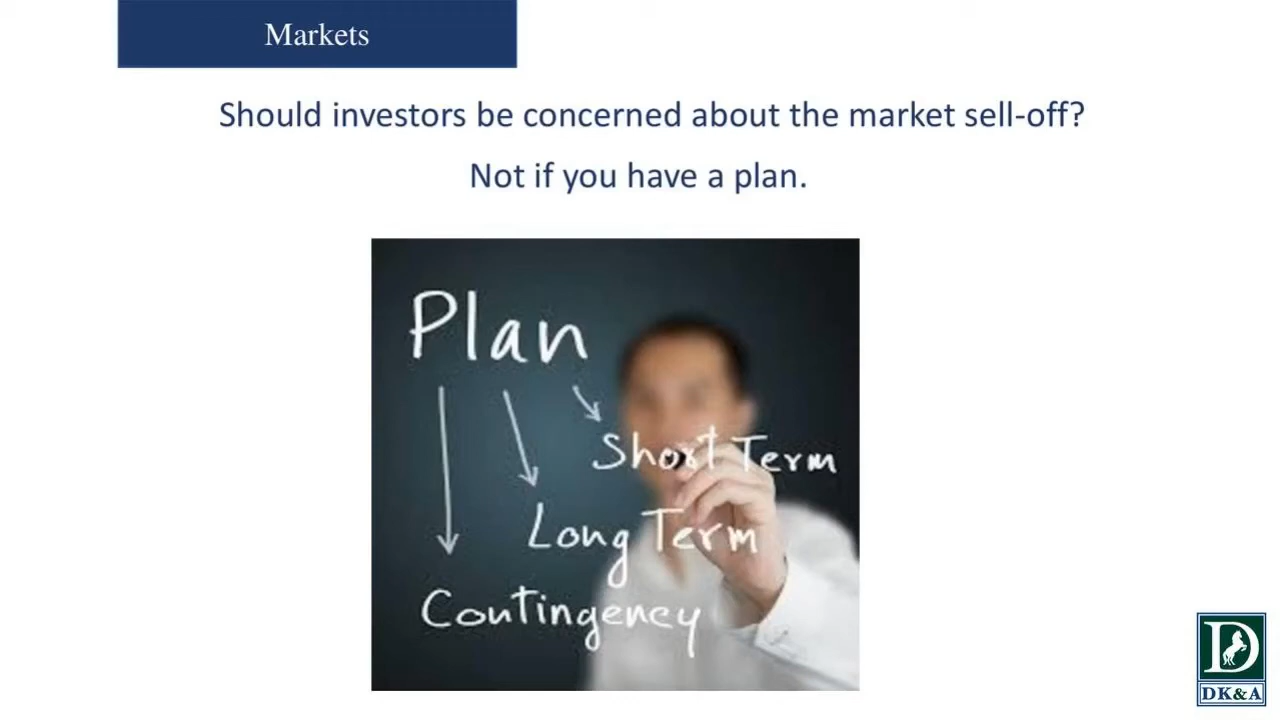 Markets
Should investors be concerned about the market sell-off?
Not if you have a plan.
Plan
Short Term
Long Term
Contingency
D
DK&A